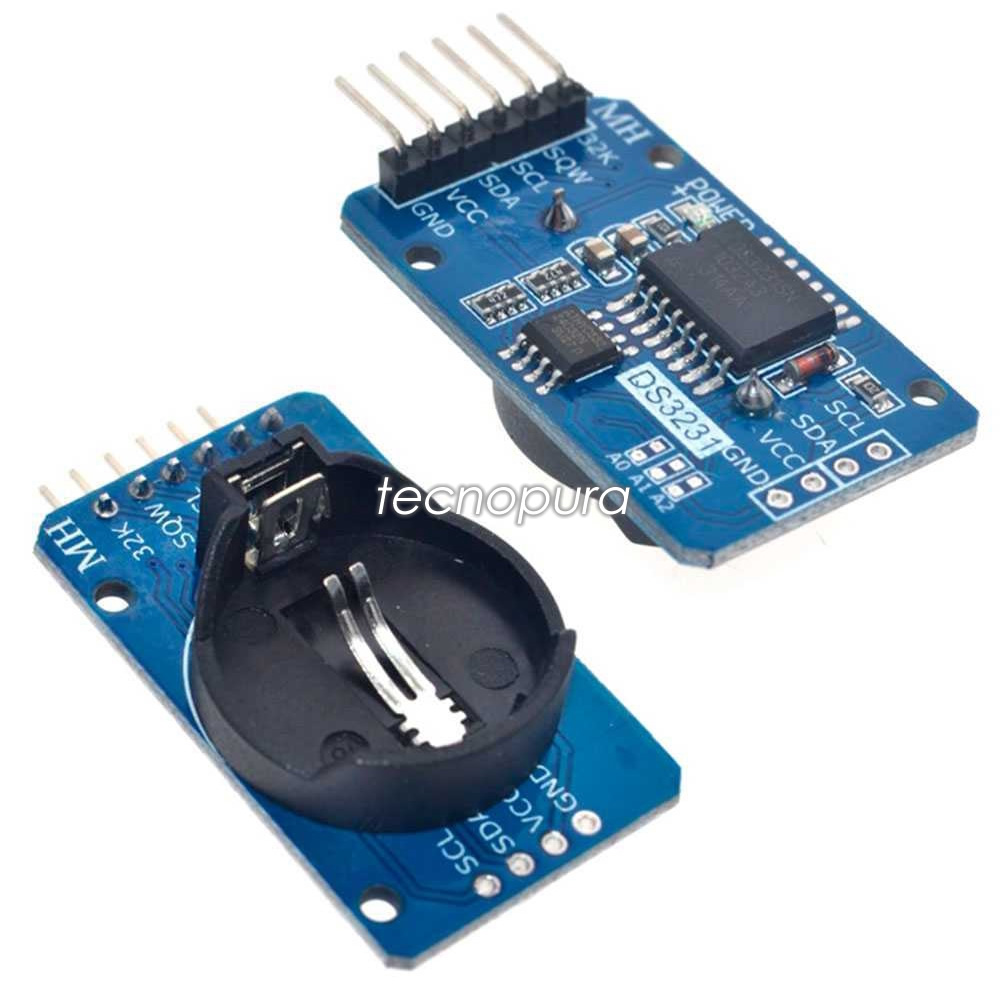 MH
32K
SQW
SCL
SDA
VCC
GND
POWER
472
DS3231
SCL
SDA
VCC
GND
A0 A1 A2
tecnopura
SQW
32K
MH
GND
VCC
SDA
SCL